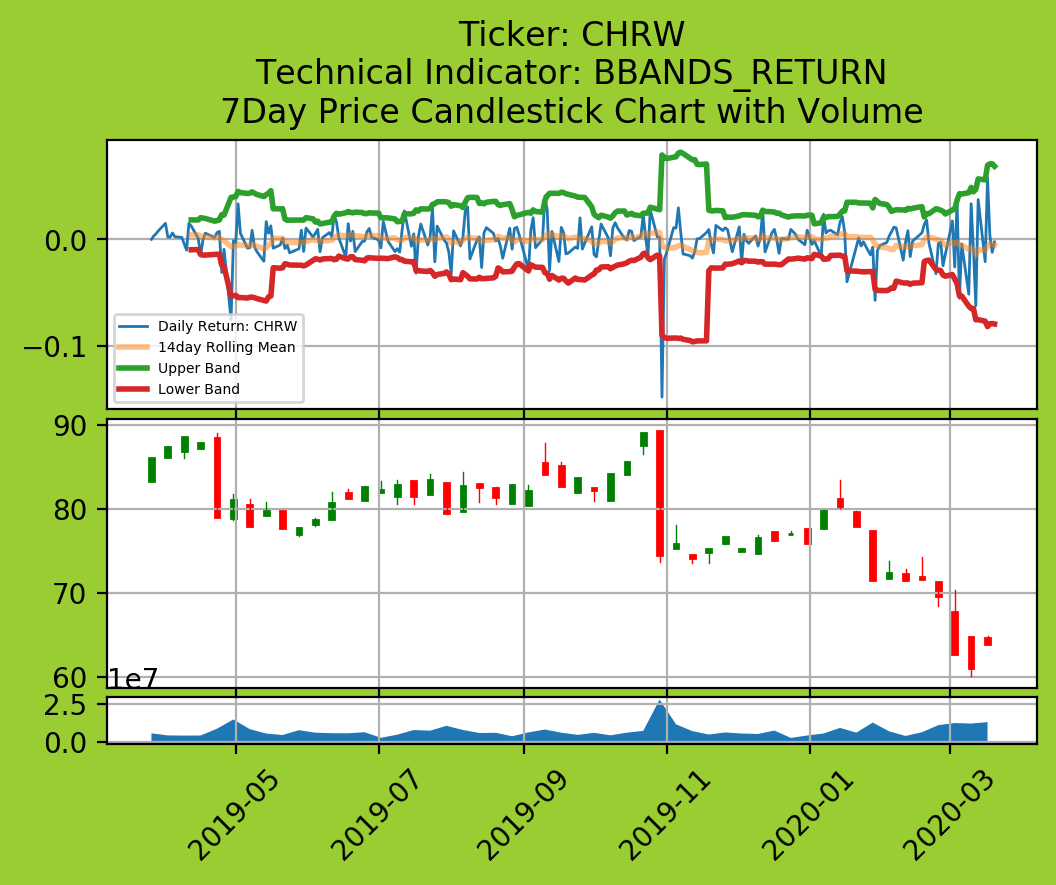 Ticker: CHRW
Technical Indicator: BBANDS_RETURN
7Day Price Candlestick Chart with Volume
0.0
−0.1
Daily Return: CHRW
14day Rolling Mean
Upper Band
Lower Band
90
80
70
60
1e7
2.5
0.0
2019-05
2019-07
2019-09
2019-11
2020-01
2020-03